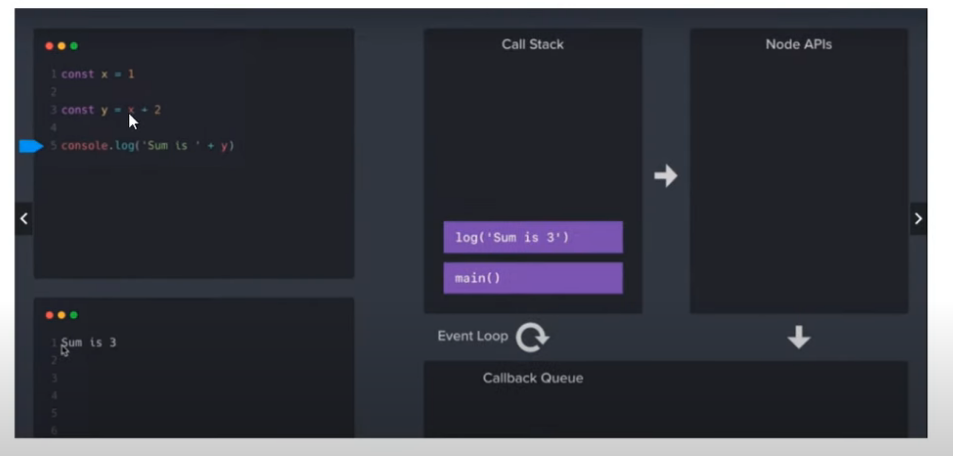 1 const x = 1
2
3 const y = x + 2
4
5 console.log('Sum is ' + y)
1 Sum is 3
2
3
4
5
6
Call Stack
log('Sum is 3')
main()
Node APIs
Event Loop
Callback Queue